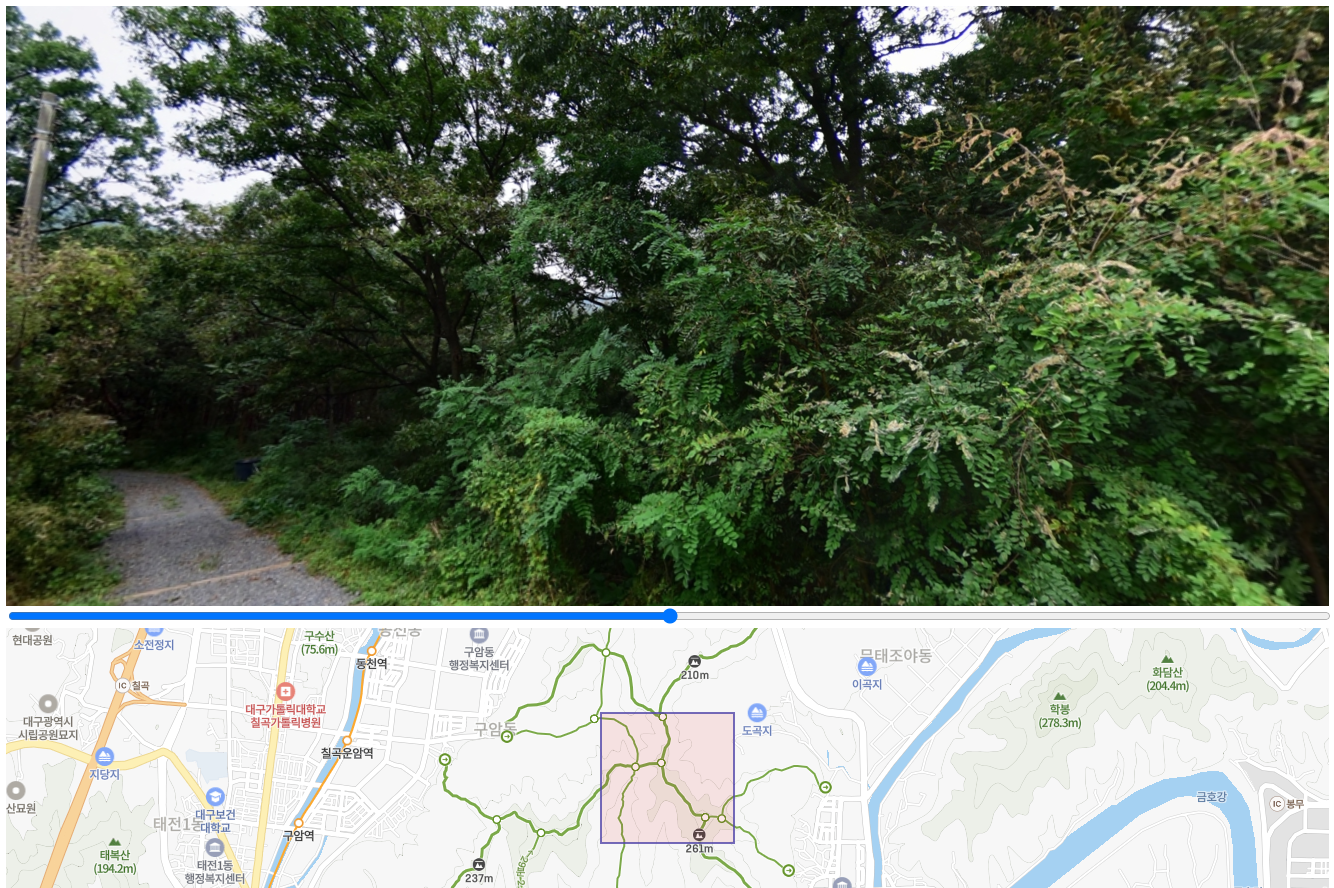 현대공원
소전정지
구수산
(75.6m)
동천역
구암동
행정복지센터
210m
무태조야동
이곡지
화담산
(204.4m)
학봉
(278.3m)
IC 칠곡
대구광역시
시립공원묘지
대구가톨릭대학교
칠곡가톨릭병원
구암동
도곡지
칠곡운암역
지당지
산묘원
대구보건
대학교
태전1동
구암역
금호강
IC 봉무
태복산
(194.2m)
태전1동
행정복지센터
237m
261m